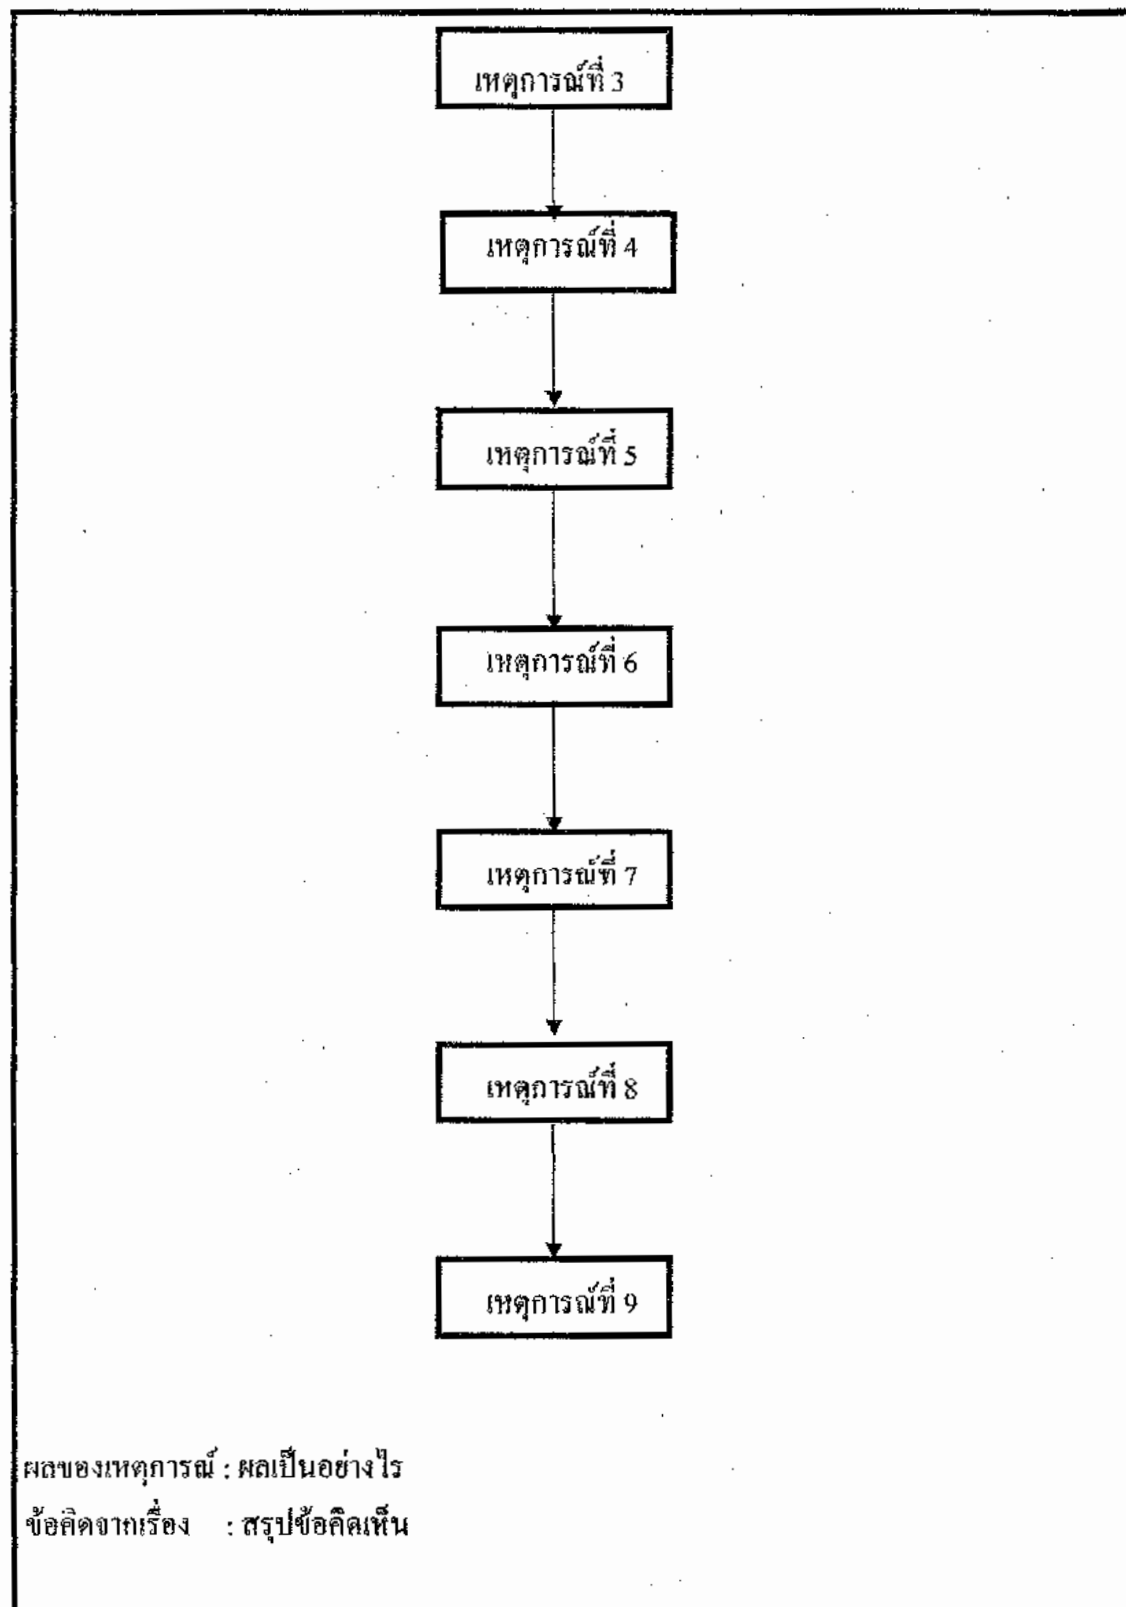 เหตุการณ์ที่ 3
เหตุการณ์ที่ 4
เหตุการณ์ที่ 5
เหตุการณ์ที่ 6
เหตุการณ์ที่ 7
เหตุการณ์ที่ 8
เหตุการณ์ที่ 9
ผลของเหตุการณ์ : ผลเป็นอย่างไร
ข้อคิดจากเรื่อง : สรุปข้อคิดเห็น